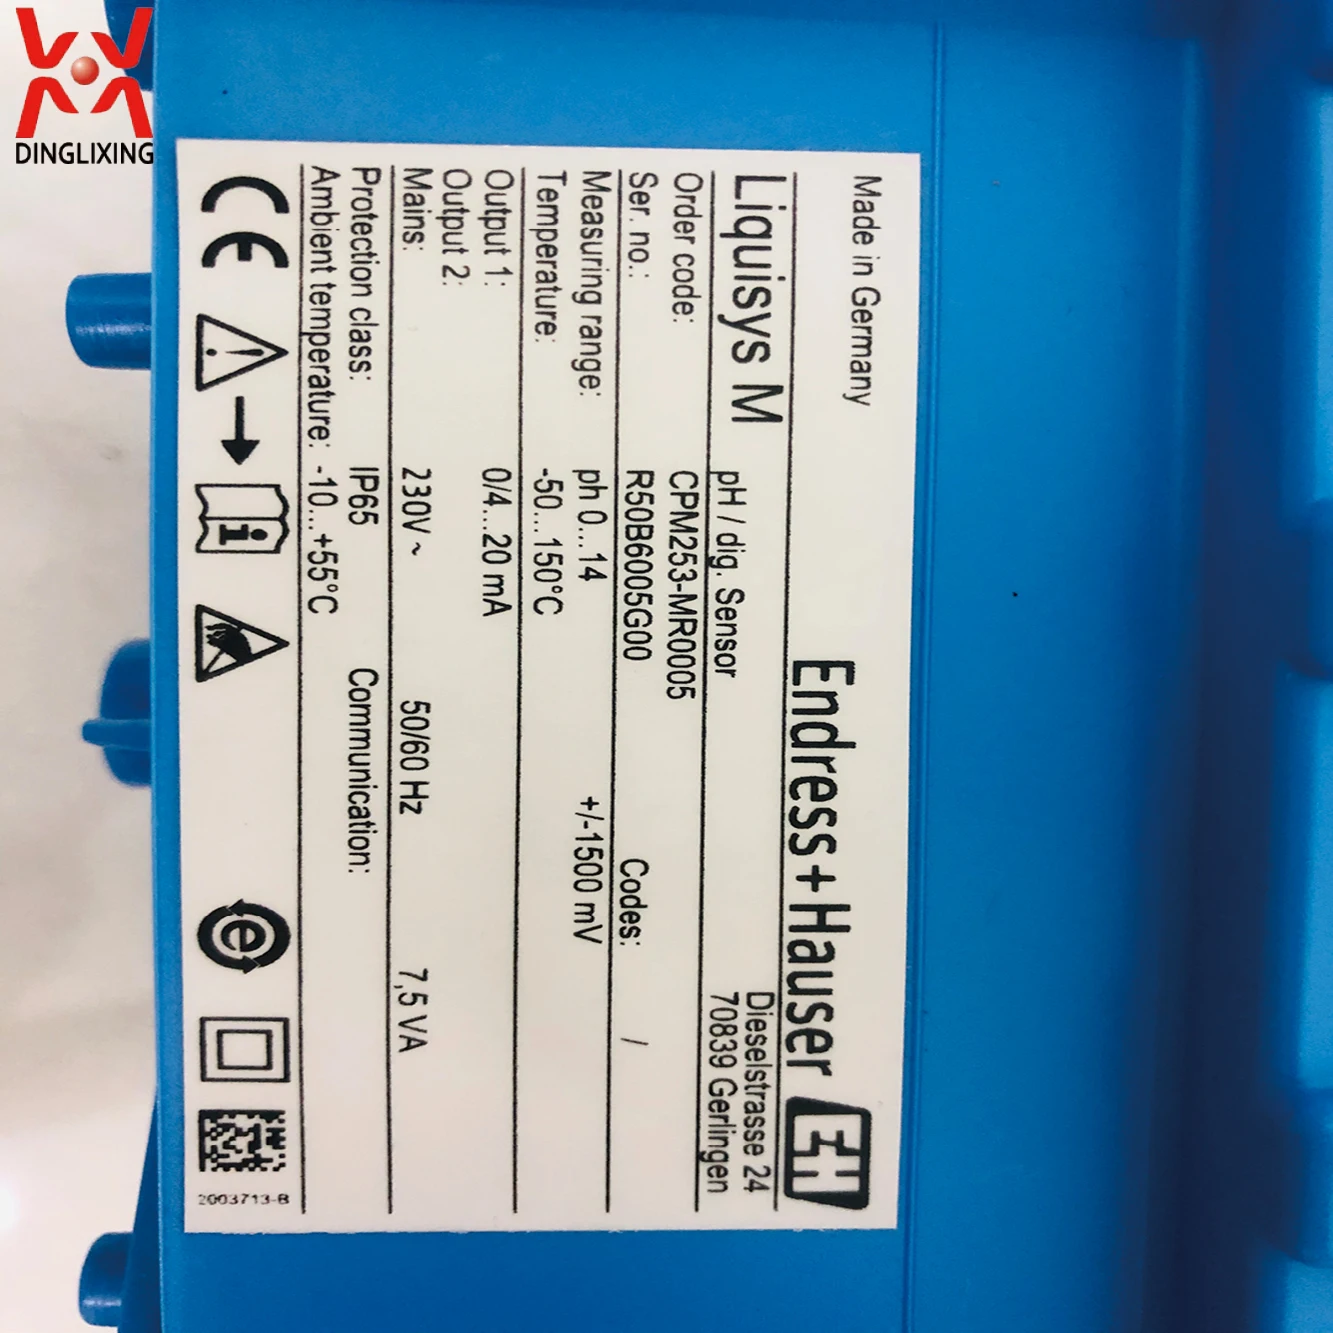 DINGLIXING
Made in Germany
Endress+Hauser EH
Liquisys M
pH / dig. Sensor
Dieselstrasse 24
70839 Gerlingen
Order code: CPM253-MR0005
Ser. no.: R50B6005G00 Codes: /
Measuring range: ph 0...14 +/-1500 mV
Temperature: -50...150°C
Output 1: 0/4...20 mA
Output 2:
Mains: 230V~ 50/60 Hz 7,5 VA
Protection class: IP65 Communication:
Ambient temperature: -10...+55°C
CE i e
2003713-B